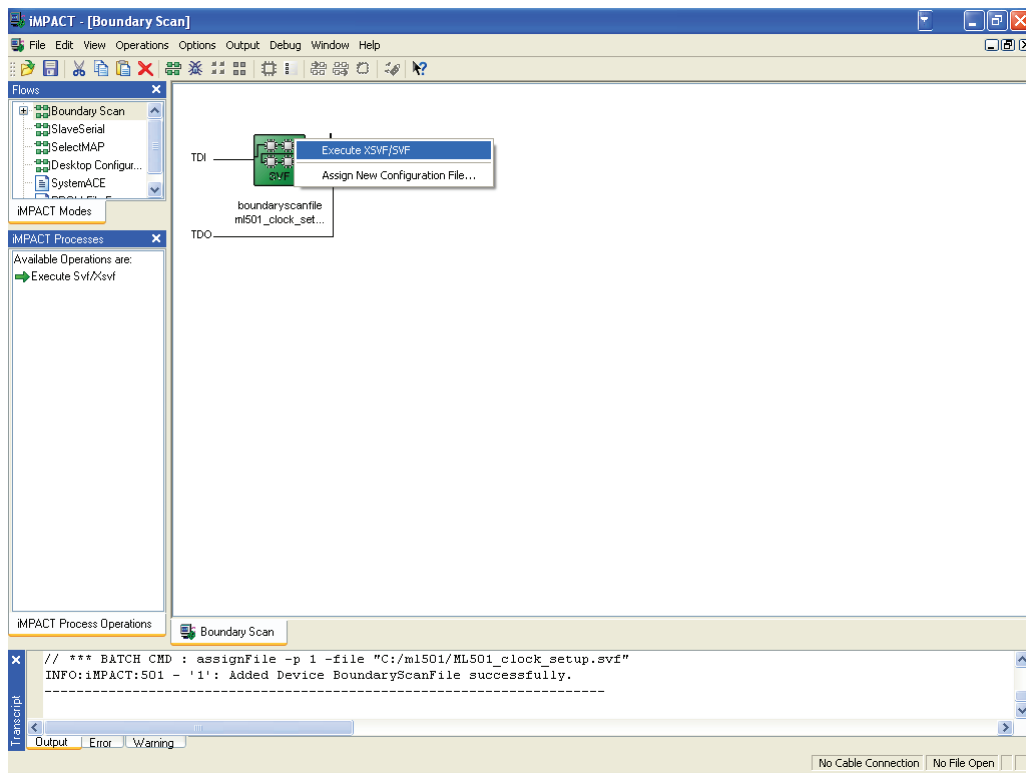 iMPACT - [Boundary Scan]
File Edit View Operations Options Output Debug Window Help
Flows
Boundary Scan
SlaveSerial
SelectMAP
Desktop Configur...
SystemACE
iMPACT Modes
iMPACT Processes
Available Operations are:
Execute Svf/Xsvf
iMPACT Process Operations
TDI
SVF
Execute XSVF/SVF
Assign New Configuration File...
boundaryscanfile
ml501_clock_set...
TDO
Boundary Scan
// *** BATCH CMD : assignFile -p 1 -file "C:/ml501/ML501_clock_setup.svf"
INFO:iMPACT:501 - '1': Added Device BoundaryScanFile successfully.
----------------------------------------------------------------------
Transcript
Output Error Warning
No Cable Connection No File Open